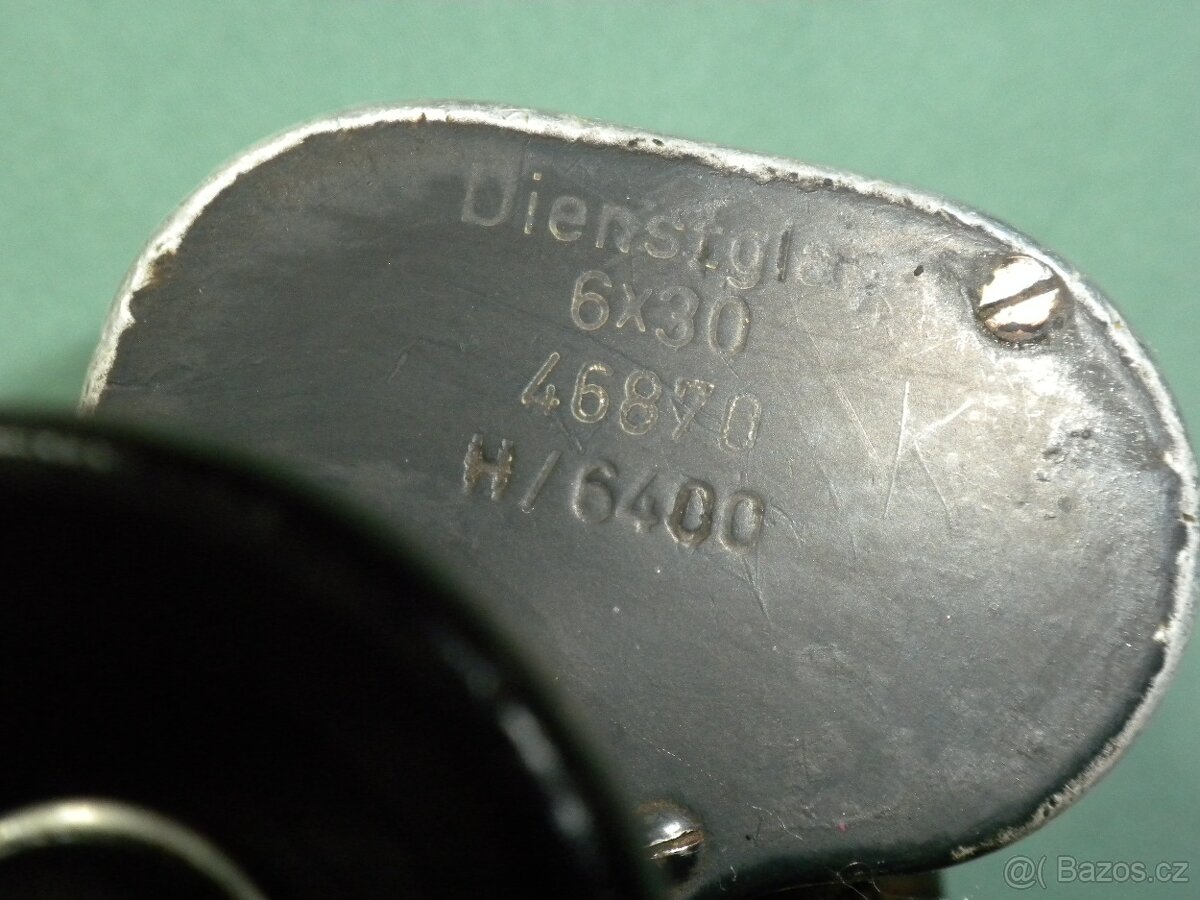 Dienstglas
6x30
46870
H/6400
K
@( Bazos.cz